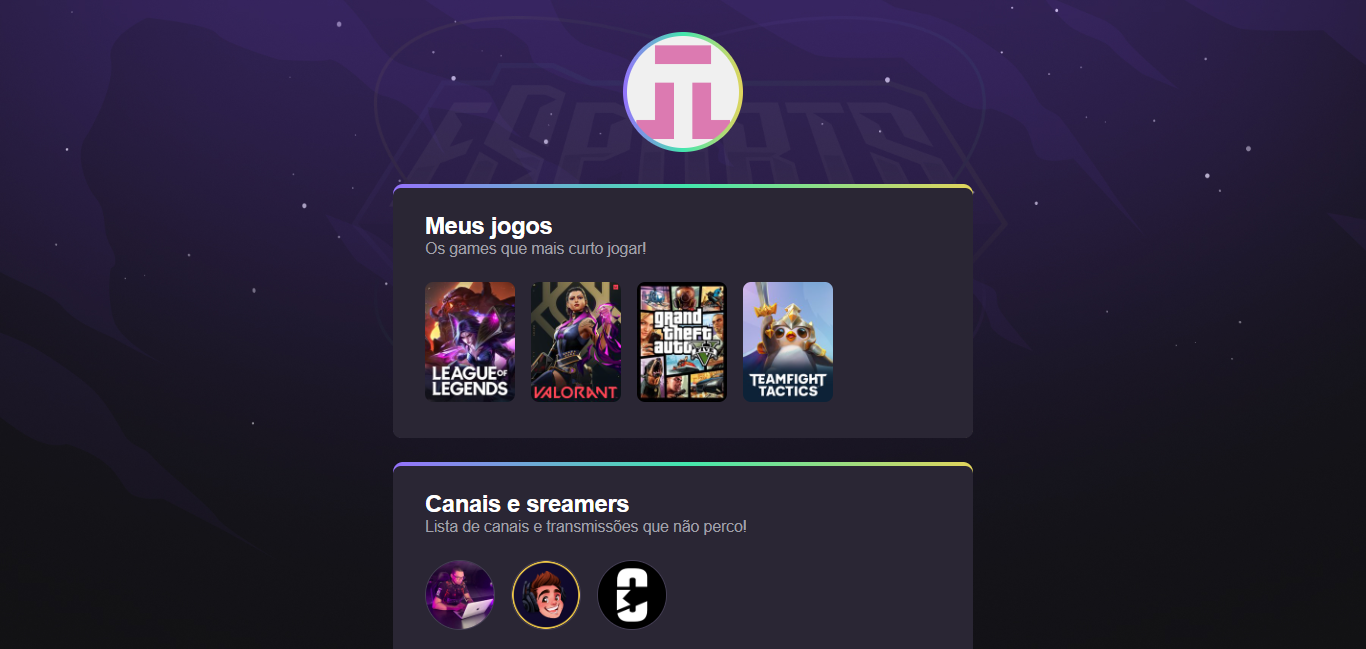 ESPORTS
Meus jogos
Os games que mais curto jogar!
LEAGUE OF
LEGENDS
VALORANT
grand
theft
auto
V
TEAMFIGHT
TACTICS
Canais e sreamers
Lista de canais e transmissões que não perco!